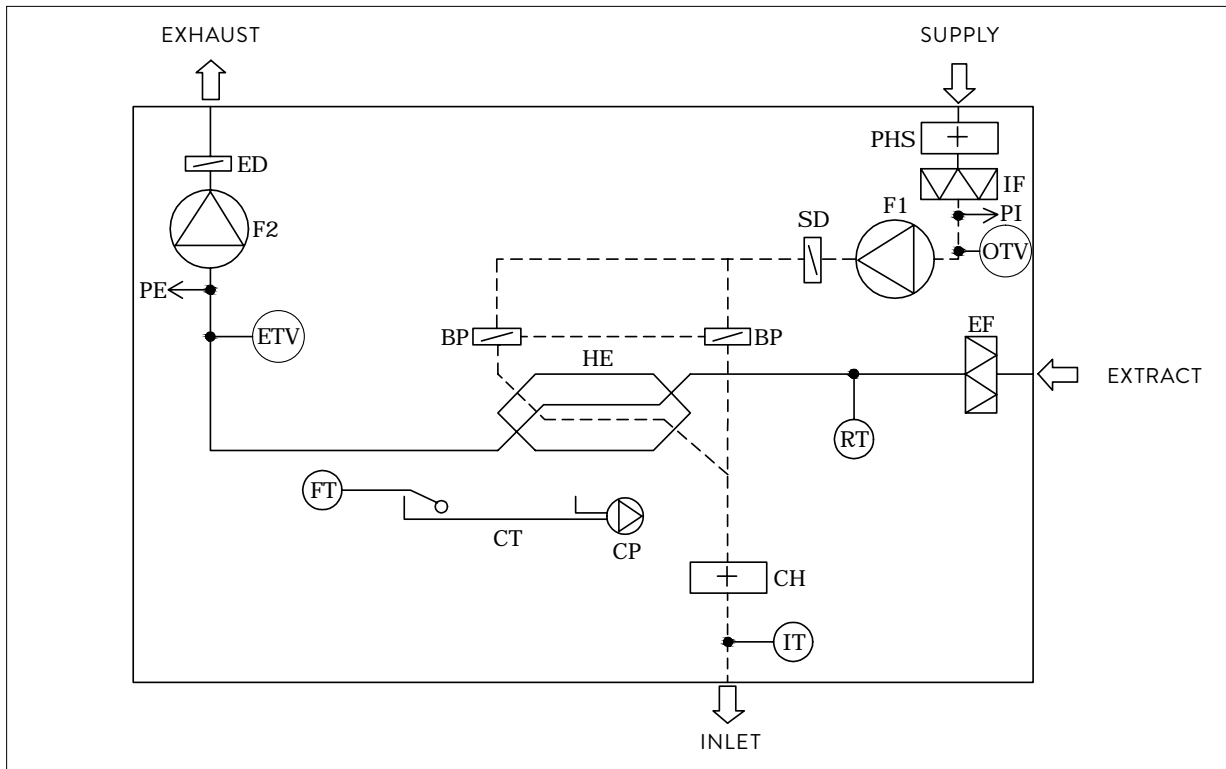 EXHAUST
SUPPLY
PHS
ED
IF
F1
PI
SD
F2
OTV
PE
EF
ETV
BP
BP
HE
EXTRACT
RT
FT
CT
CP
CH
IT
INLET